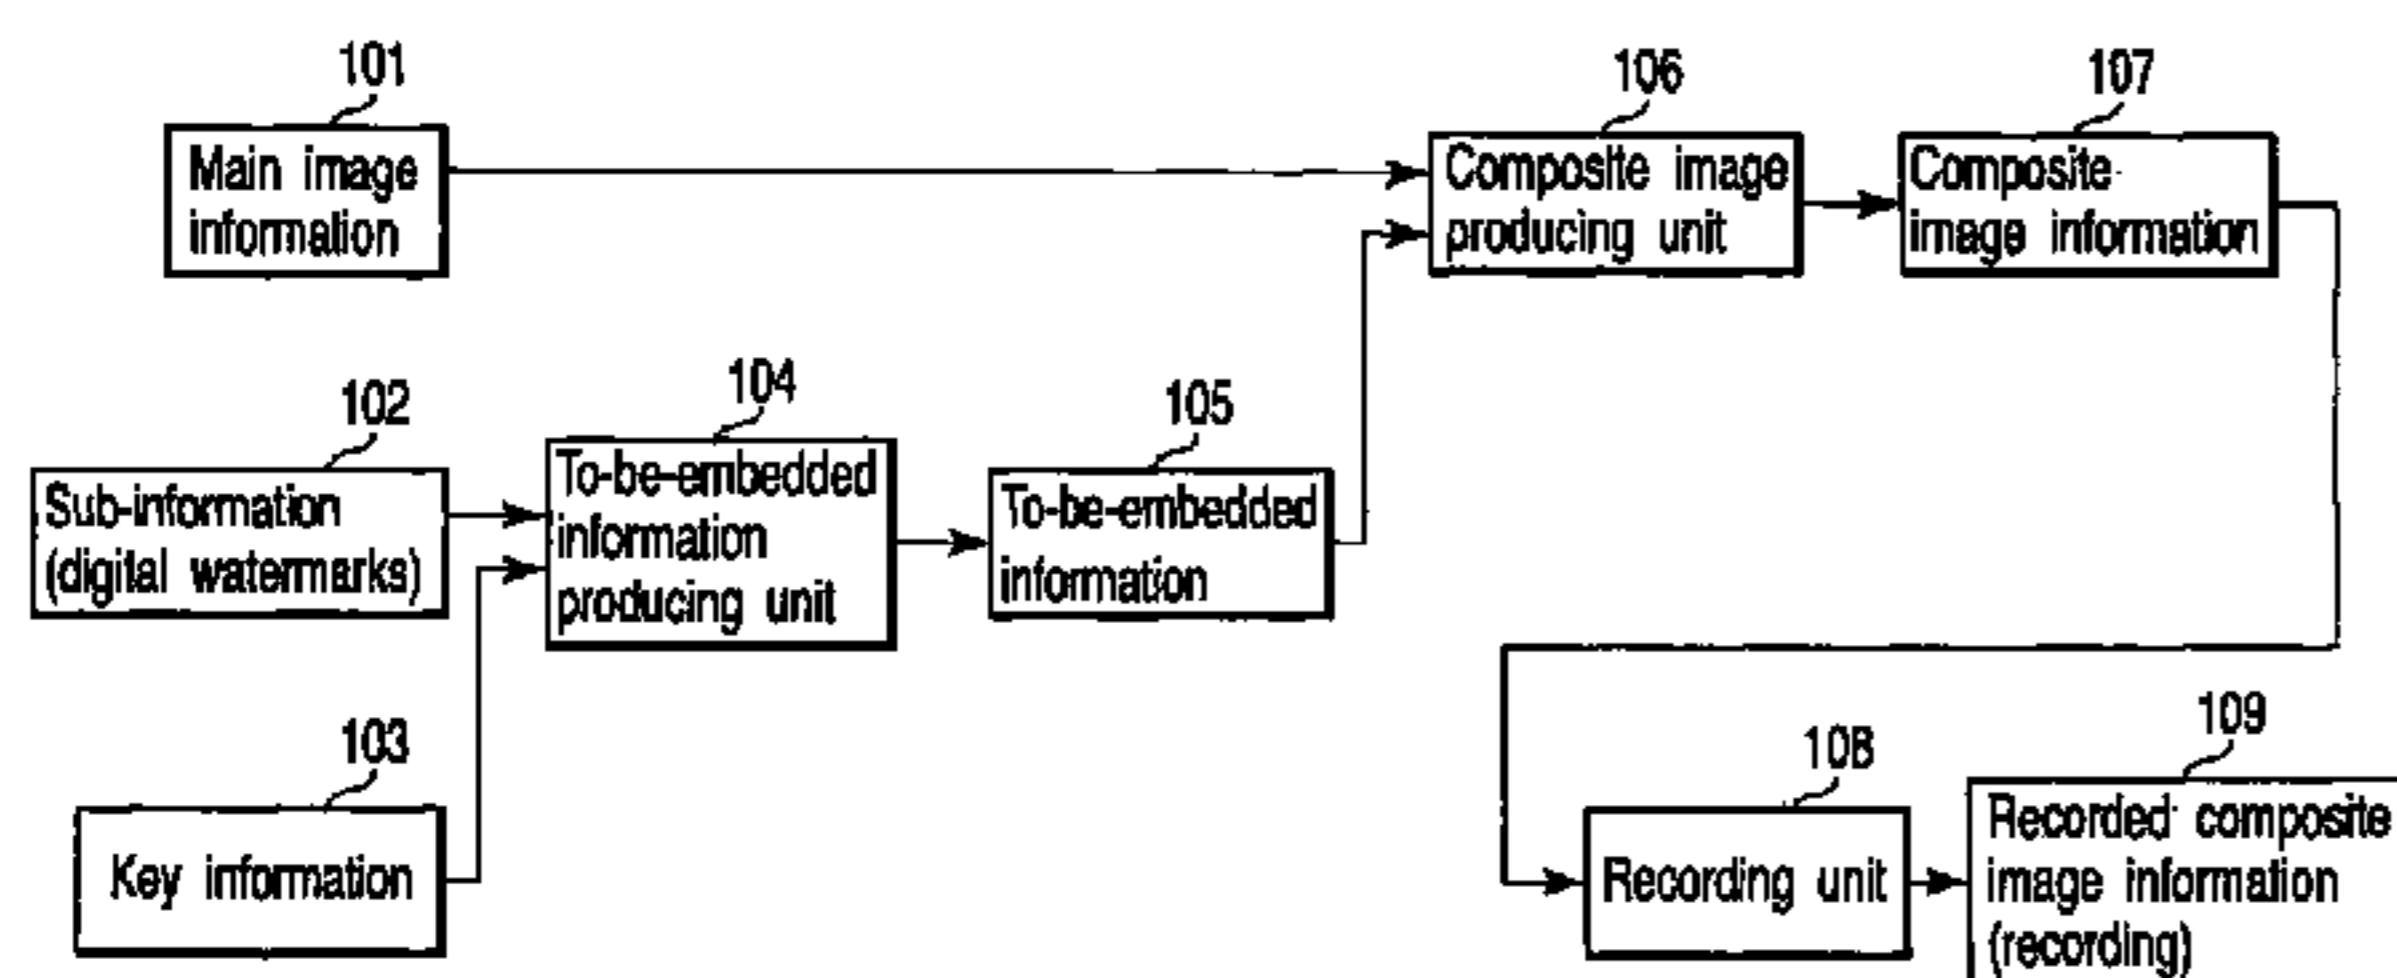 101
Main image
information
106
Composite image
producing unit
107
Composite
image information
102
Sub-information
(digital watermarks)
104
To-be-embedded
information
producing unit
105
To-be-embedded
information
103
Key information
108
Recording unit
109
Recorded composite
image information
(recording)